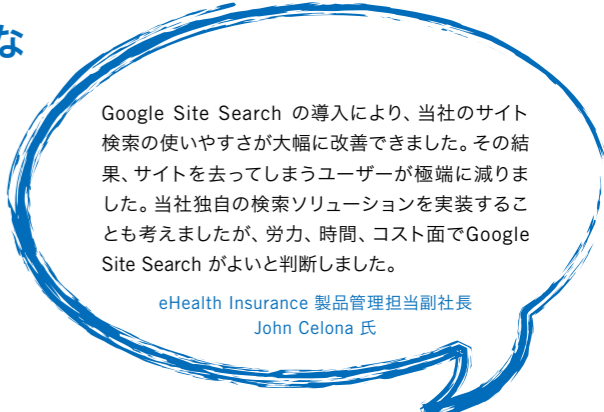 な
Google Site Search の導入により、当社のサイト
検索の使いやすさが大幅に改善できました。その結
果、サイトを去ってしまうユーザーが極端に減りま
した。当社独自の検索ソリューションを実装するこ
とも考えましたが、労力、時間、コスト面でGoogle
Site Search がよいと判断しました。
eHealth Insurance 製品管理担当副社長
John Celona 氏